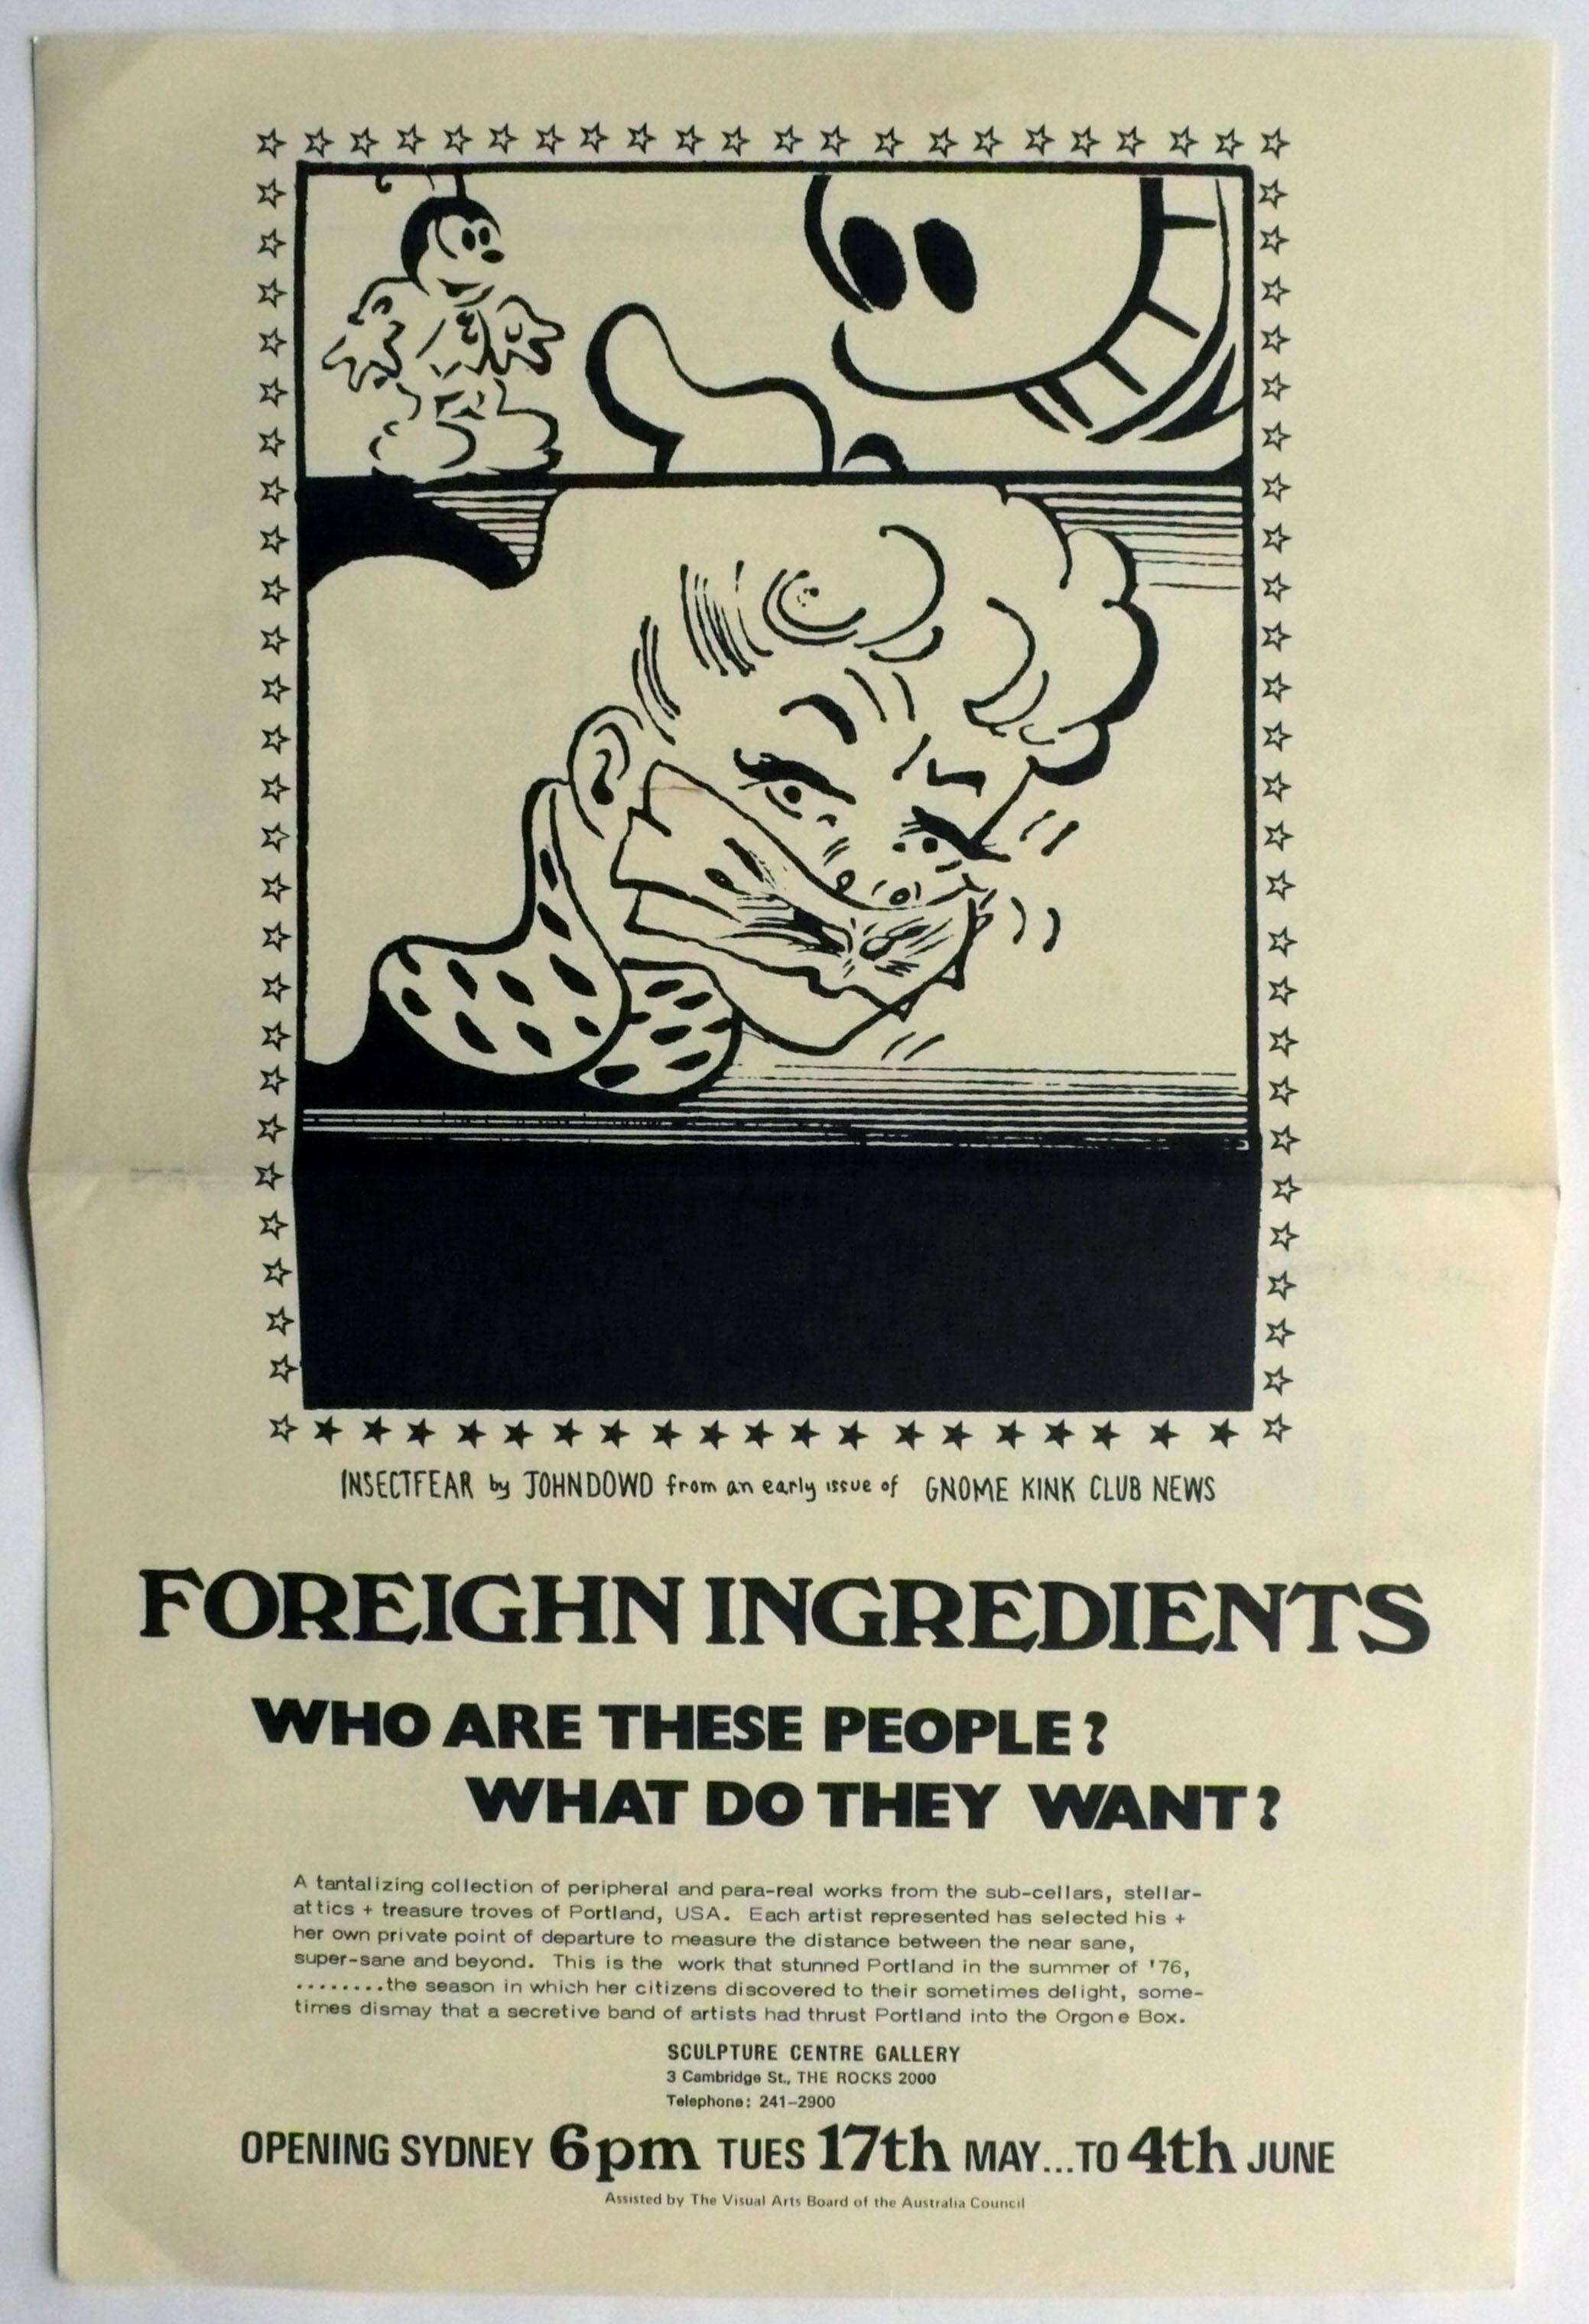 INSECTFEAR by JOHN DOWD from an early issue of GNOME KINK CLUB NEWS
FOREIGHN INGREDIENTS
WHO ARE THESE PEOPLE?
WHAT DO THEY WANT?
A tantalizing collection of peripheral and para-real works from the sub-cellars, stellar-
attics + treasure troves of Portland, USA. Each artist represented has selected his +
her own private point of departure to measure the distance between the near sane,
super-sane and beyond. This is the work that stunned Portland in the summer of '76,
........the season in which her citizens discovered to their sometimes delight, some-
times dismay that a secretive band of artists had thrust Portland into the Orgone Box.
SCULPTURE CENTRE GALLERY
3 Cambridge St., THE ROCKS 2000
Telephone: 241-2900
OPENING SYDNEY 6pm TUES 17th MAY...TO 4th JUNE
Assisted by The Visual Arts Board of the Australia Council